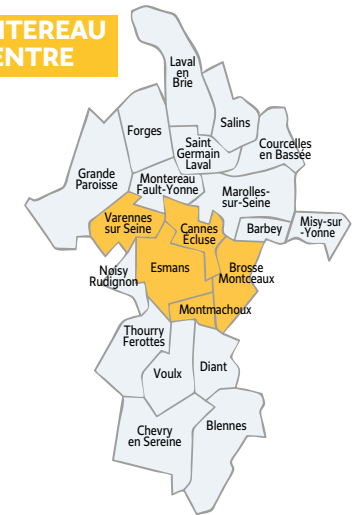 NTEREAU
ENTRE
Laval
en
Brie
Salins
Forges
Saint
Germain
Laval
Courcelles
en Bassée
Grande
Paroisse
Montereau
Fault-Yonne
Marolles-
sur-Seine
Varennes
sur Seine
Cannes
Écluse
Barbey
Misy-sur
-Yonne
Noisy
Rudignon
Esmans
Brosse
Montceaux
Montmachoux
Thourry
Ferottes
Voulx
Diant
Chevry
en Sereine
Blennes